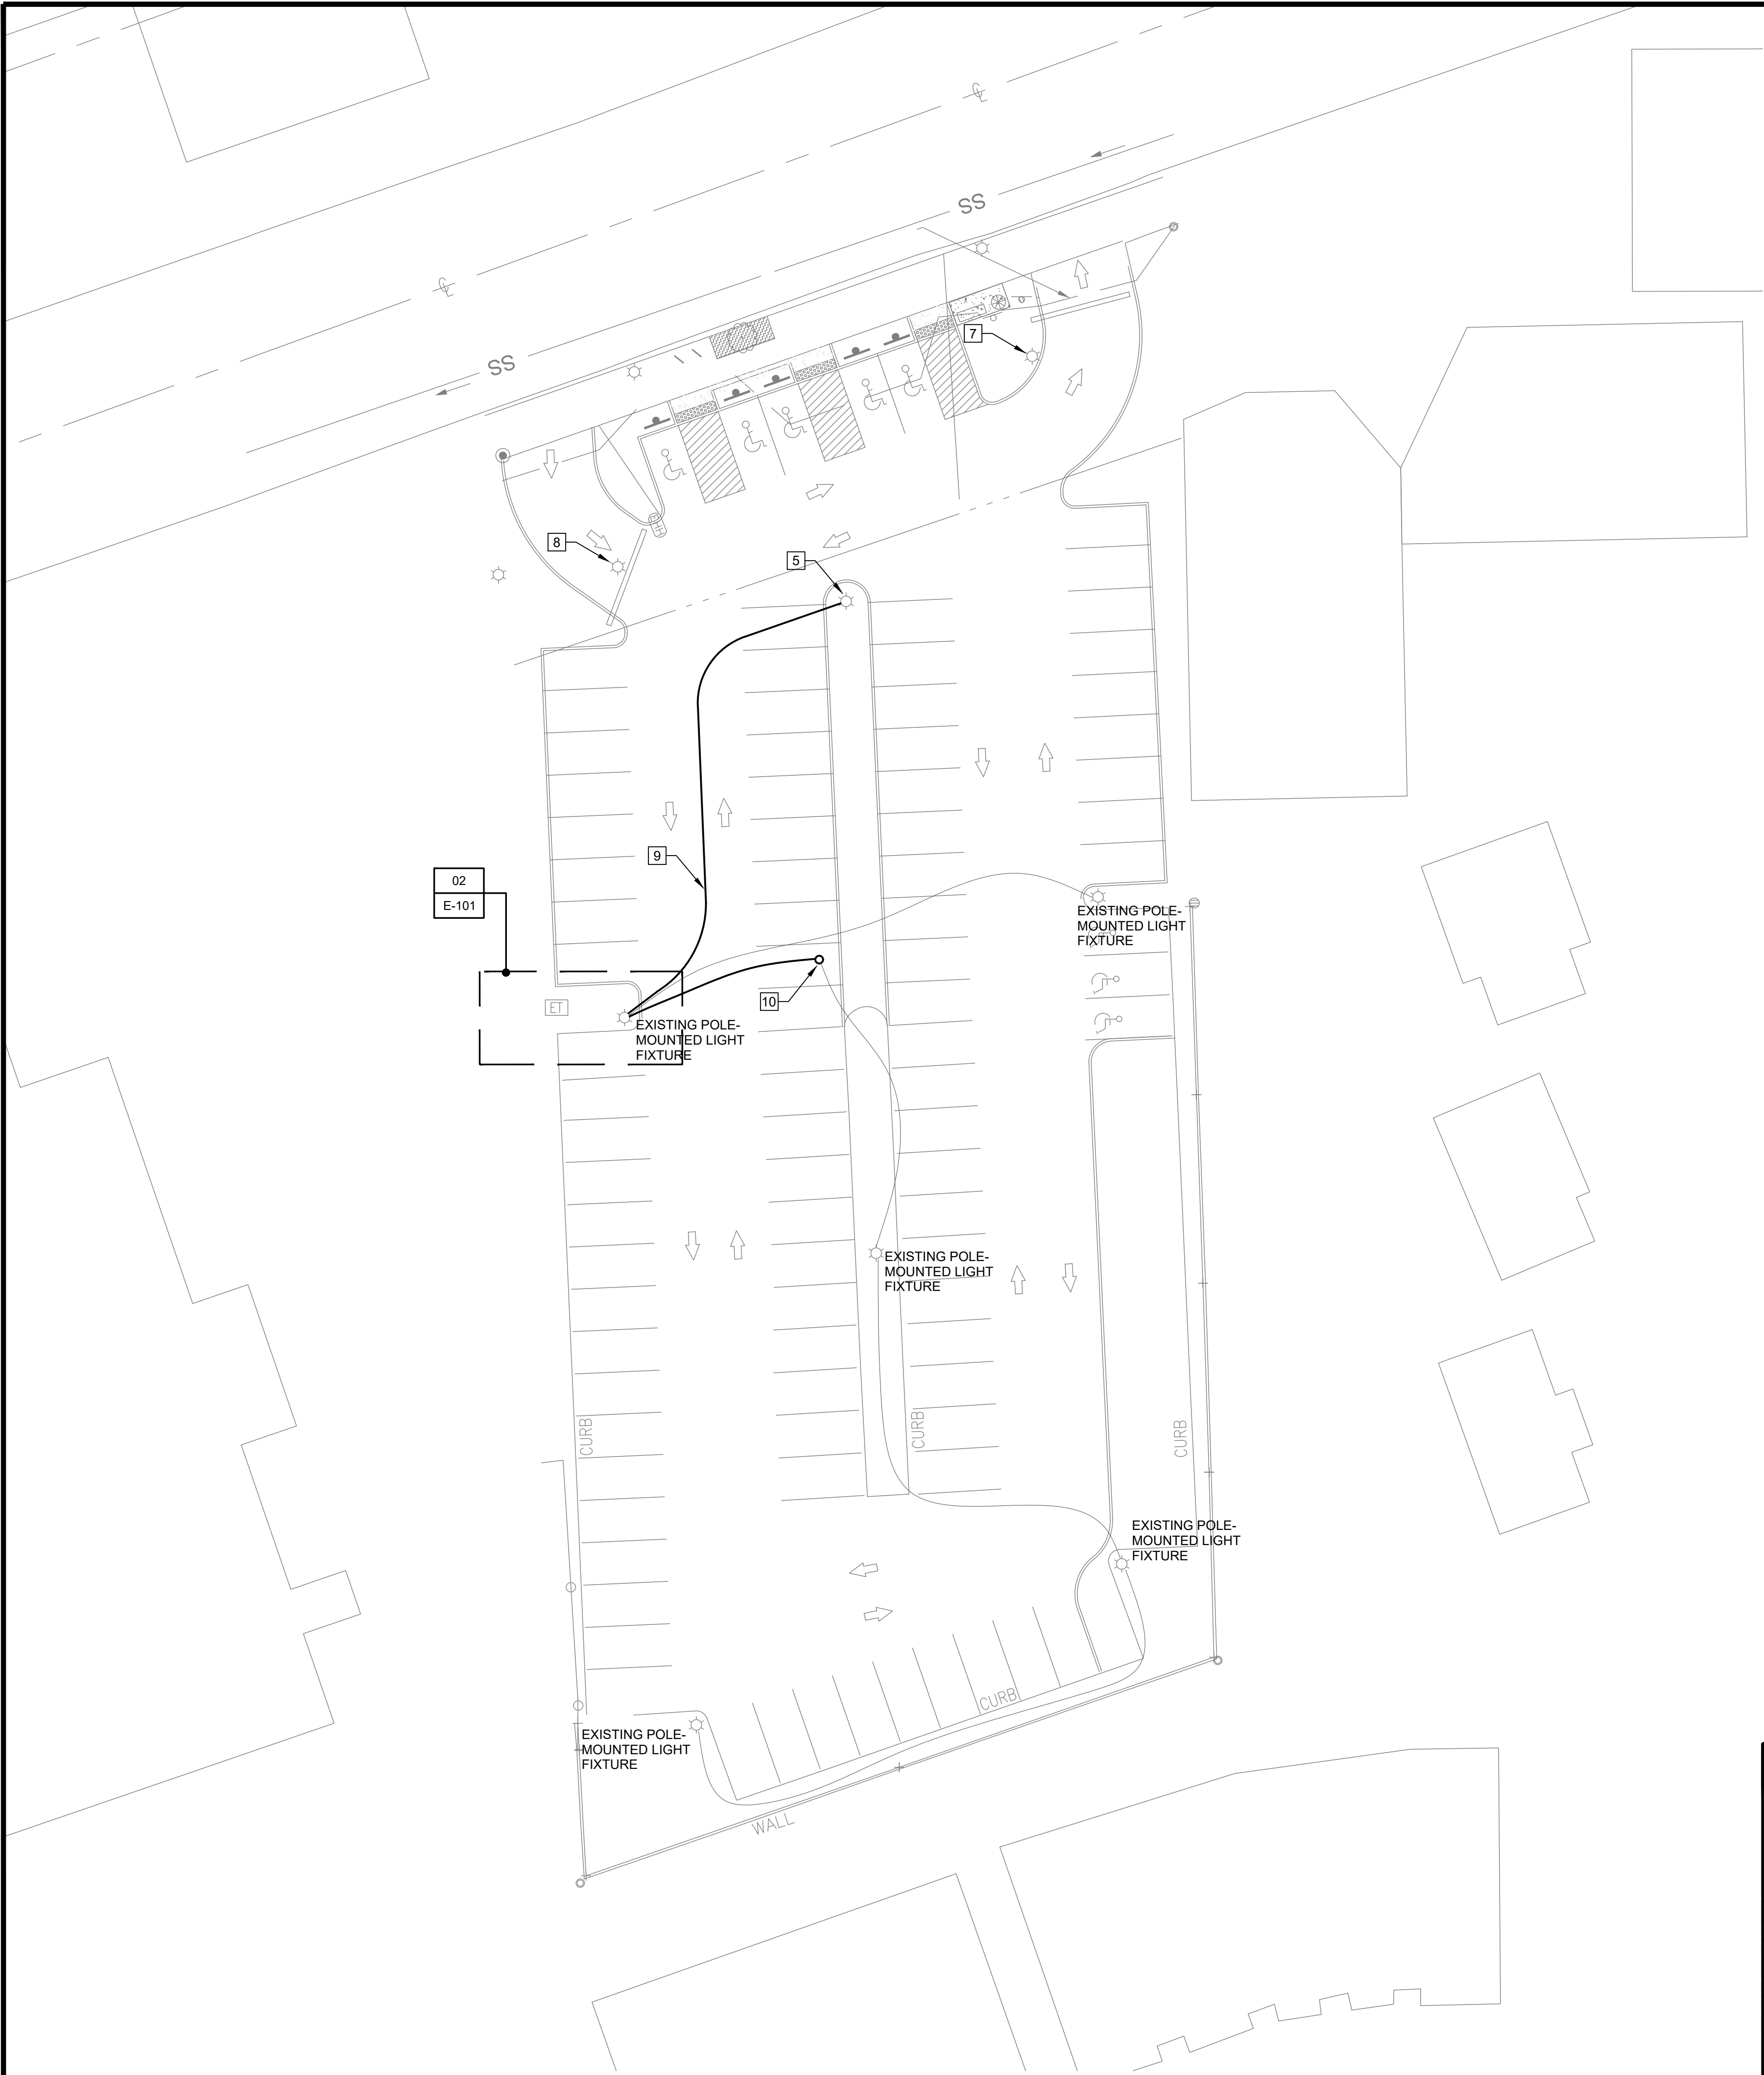 ℄
SS
℄
SS
7
8
5
MH
9
02
E-101
EXISTING POLE-
MOUNTED LIGHT
FIXTURE
10
ET
EXISTING POLE-
MOUNTED LIGHT
FIXTURE
EXISTING POLE-
MOUNTED LIGHT
FIXTURE
CURB
CURB
CURB
EXISTING POLE-
MOUNTED LIGHT
FIXTURE
CURB
EXISTING POLE-
MOUNTED LIGHT
FIXTURE
WALL